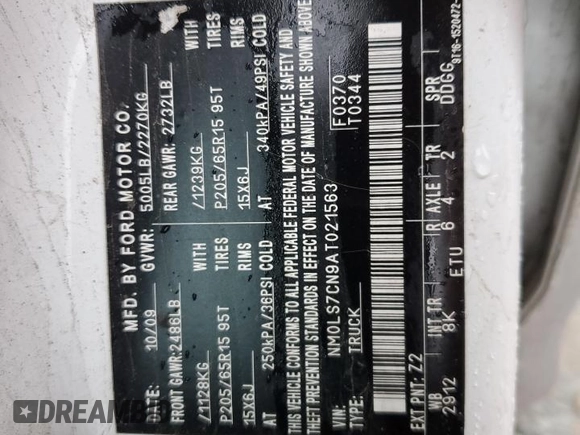 MFD. BY FORD MOTOR CO.
DATE: 10/09 GVWR: 5005LB/2270KG
FRONT GAWR:2486LB REAR GAWR: 2732LB
/1128KG WITH /1239KG WITH
P205/65R15 95T TIRES P205/65R15 95T TIRES
15X6J RIMS 15X6J RIMS
AT 250kPA/36PSI COLD AT 340kPA/49PSI COLD
THIS VEHICLE CONFORMS TO ALL APPLICABLE FEDERAL MOTOR VEHICLE SAFETY AND
THEFT PREVENTION STANDARDS IN EFFECT ON THE DATE OF MANUFACTURE SHOWN ABOVE
VIN: NM0LS7CN9AT021563 F0370
TYPE: TRUCK T0344
EXT PNT: Z2
WB INT TR R AXLE TR SPR
2912 8K 6 4 2 DDGG
ETU 9T16-1520472-
DREAMBID